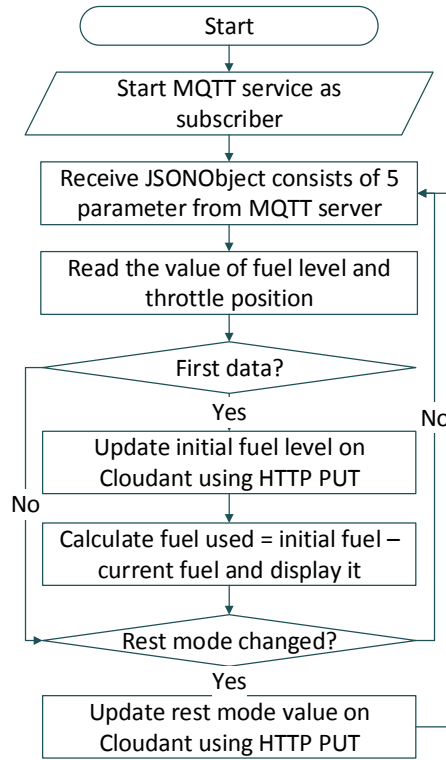 Start
Start MQTT service as
subscriber
Receive JSONObject consists of 5
parameter from MQTT server
Read the value of fuel level and
throttle position
First data?
Yes
No
Update initial fuel level on
Cloudant using HTTP PUT
No
Calculate fuel used = initial fuel –
current fuel and display it
Rest mode changed?
Yes
Update rest mode value on
Cloudant using HTTP PUT